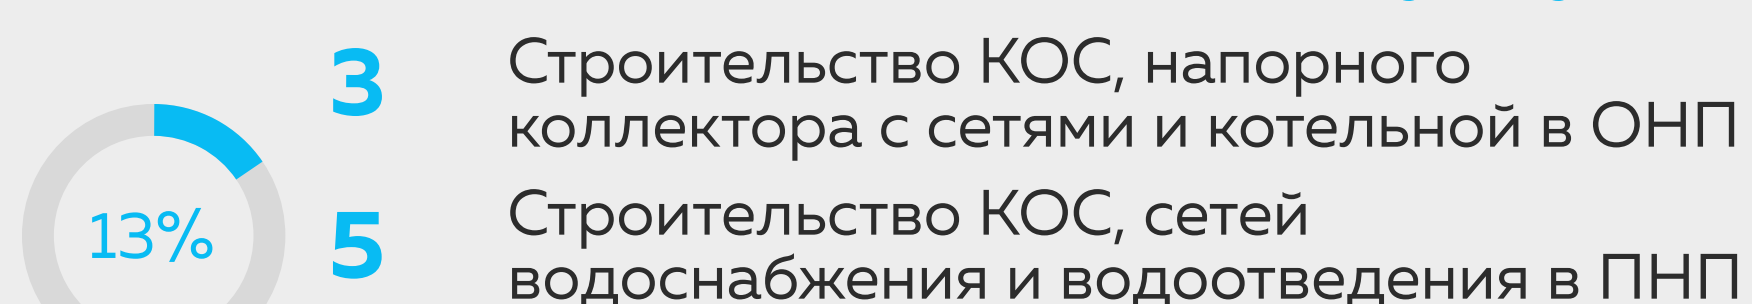 3 Строительство КОС, напорного
коллектора с сетями и котельной в ОНП
13%
5 Строительство КОС, сетей
водоснабжения и водоотведения в ПНП